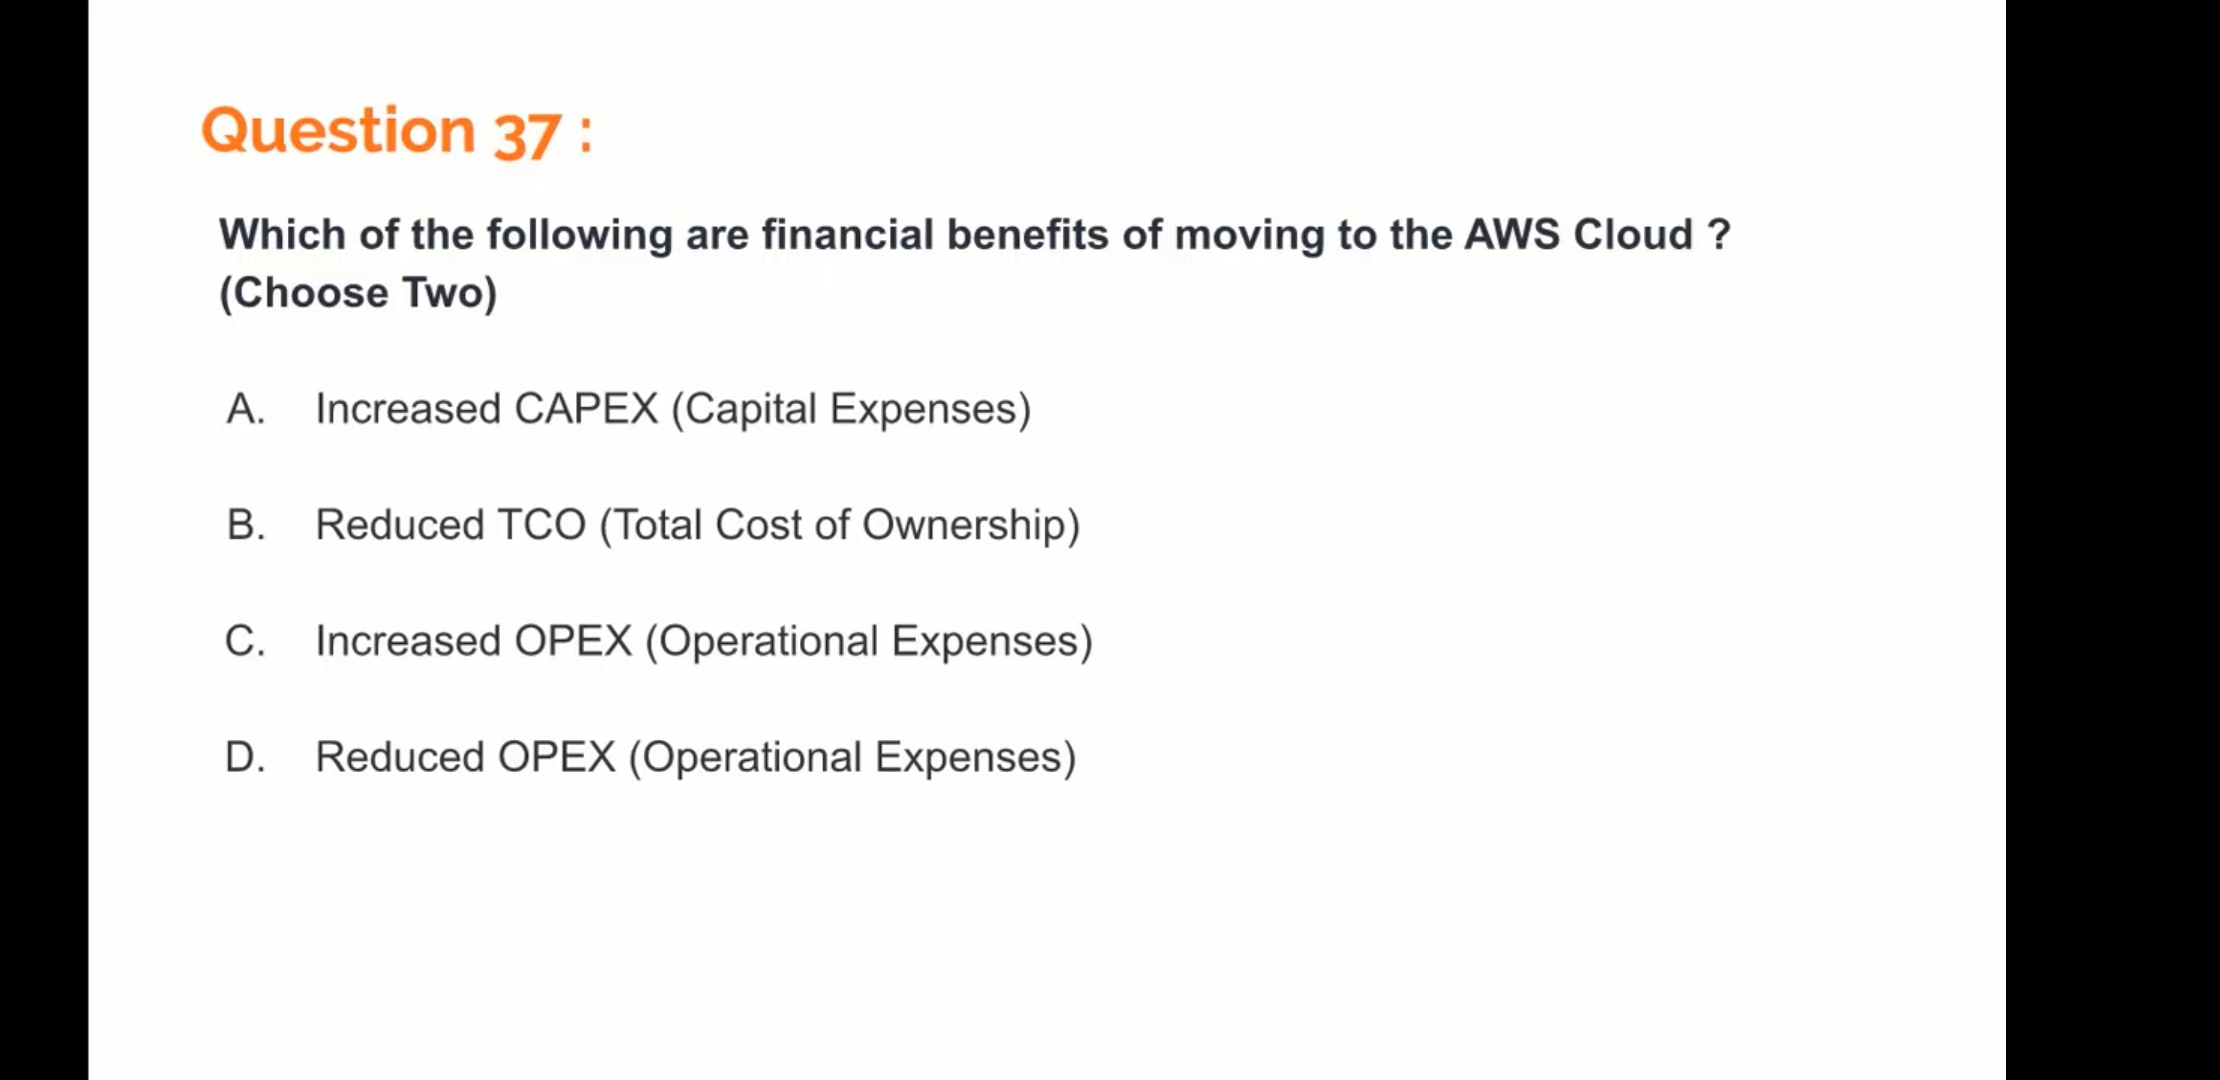 Question 37 :
Which of the following are financial benefits of moving to the AWS Cloud ?
(Choose Two)
A. Increased CAPEX (Capital Expenses)
B. Reduced TCO (Total Cost of Ownership)
C. Increased OPEX (Operational Expenses)
D. Reduced OPEX (Operational Expenses)